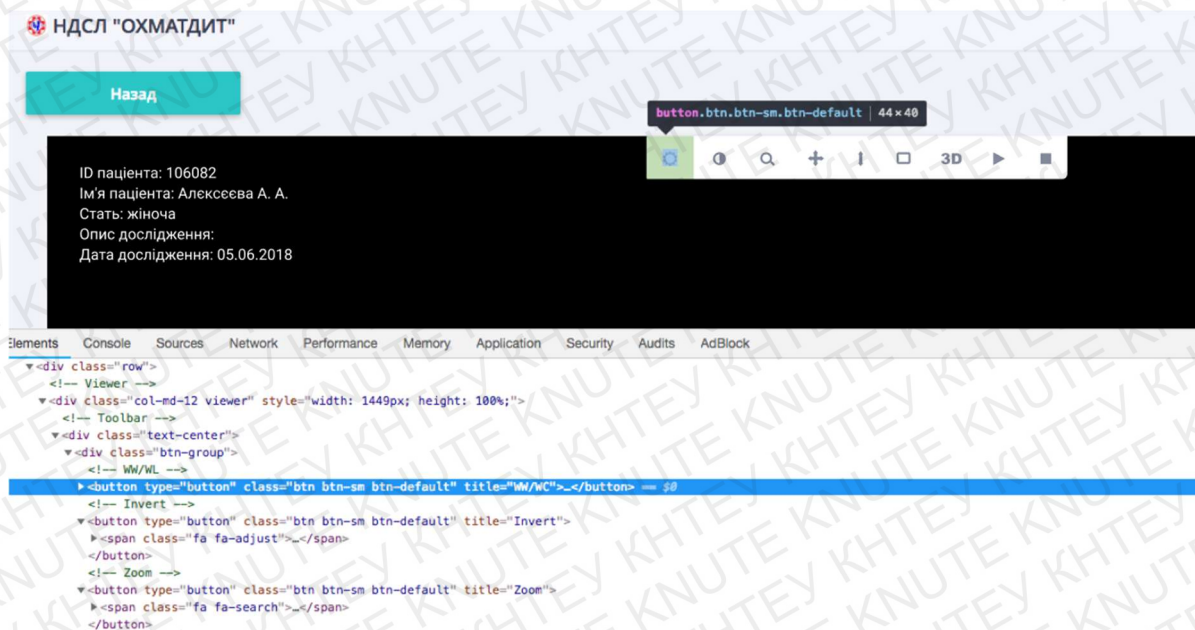 НДСЛ "ОХМАТДИТ"
Назад
button.btn.btn-sm.btn-default | 44×40
3D
ID пацієнта: 106082
Ім'я пацієнта: Алєксєєва А. А.
Стать: жіноча
Опис дослідження:
Дата дослідження: 05.06.2018
Elements Console Sources Network Performance Memory Application Security Audits AdBlock
▼<div class="row">
<!-- Viewer -->
▼<div class="col-md-12 viewer" style="width: 1449px; height: 100%;">
<!-- Toolbar -->
▼<div class="text-center">
▼<div class="btn-group">
<!-- WW/WL -->
▶<button type="button" class="btn btn-sm btn-default" title="WW/WC">…</button> == $0
<!-- Invert -->
▼<button type="button" class="btn btn-sm btn-default" title="Invert">
▶<span class="fa fa-adjust">…</span>
</button>
<!-- Zoom -->
▼<button type="button" class="btn btn-sm btn-default" title="Zoom">
▶<span class="fa fa-search">…</span>
</button>
КНТЕУ KNUTE